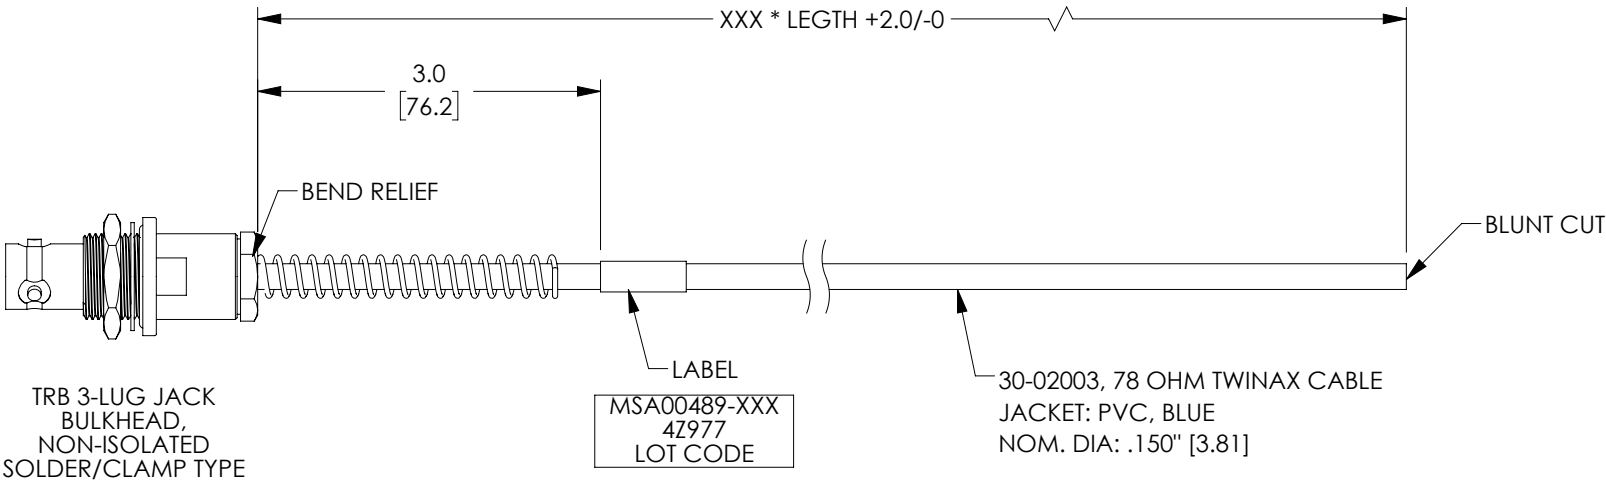 XXX * LEGTH +2.0/-0
3.0
[76.2]
BEND RELIEF
BLUNT CUT
LABEL
MSA00489-XXX
4Z977
LOT CODE
30-02003, 78 OHM TWINAX CABLE
JACKET: PVC, BLUE
NOM. DIA: .150" [3.81]
TRB 3-LUG JACK
BULKHEAD,
NON-ISOLATED
SOLDER/CLAMP TYPE